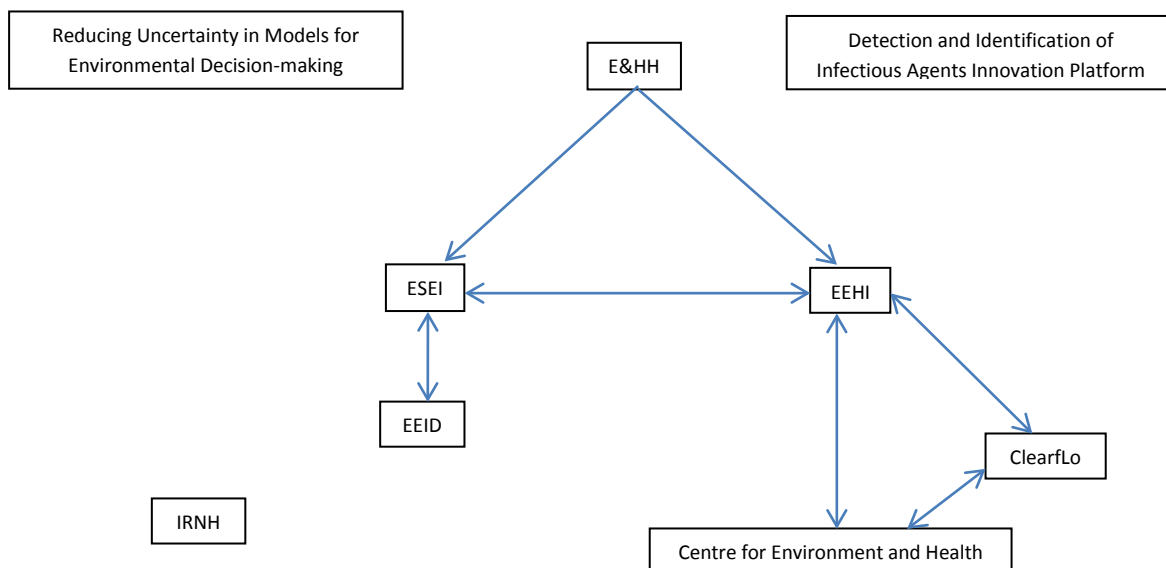 Reducing Uncertainty in Models for
Environmental Decision-making
E&HH
Detection and Identification of
Infectious Agents Innovation Platform
ESEI
EEHI
EEID
ClearfLo
IRNH
Centre for Environment and Health